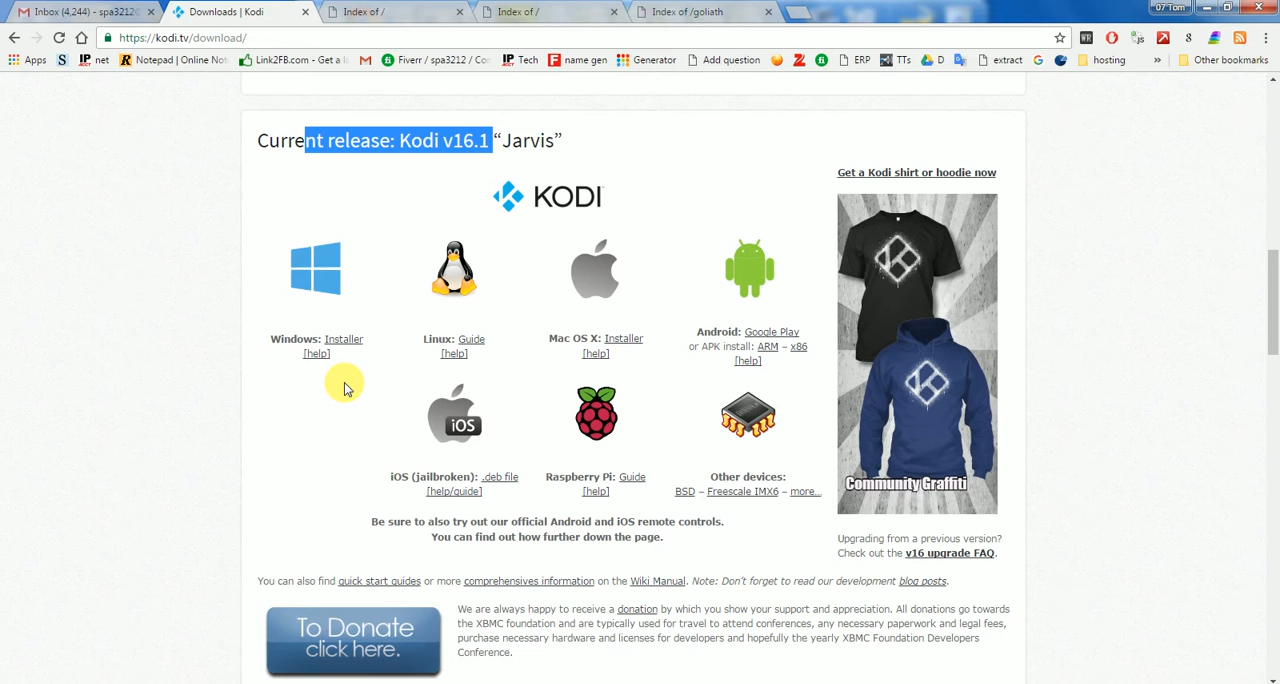 Inbox (4,244) - spa3212©
Downloads | Kodi
Index of /
Index of /
Index of /goliath
07 Tom
https://kodi.tv/download/
Apps
IP net
Notepad | Online Not
Link2FB.com - Get a l
Fiverr / spa3212 / Co
IP Tech
name gen
Generator
Add question
ERP
TTs
D
extract
hosting
»
Other bookmarks
Current release: Kodi v16.1 “Jarvis”
KODI
Get a Kodi shirt or hoodie now
Windows: Installer
[help]
Linux: Guide
[help]
Mac OS X: Installer
[help]
Android: Google Play
or APK install: ARM – x86
[help]
iOS
iOS (jailbroken): .deb file
[help/guide]
Raspberry Pi: Guide
[help]
Other devices:
BSD – Freescale IMX6 – more...
Community Graffiti
Be sure to also try out our official Android and iOS remote controls.
You can find out how further down the page.
Upgrading from a previous version?
Check out the v16 upgrade FAQ.
You can also find quick start guides or more comprehensives information on the Wiki Manual. Note: Don’t forget to read our development blog posts.
To Donate
click here.
We are always happy to receive a donation by which you show your support and appreciation. All donations go towards
the XBMC foundation and are typically used for travel to attend conferences, any necessary paperwork and legal fees,
purchase necessary hardware and licenses for developers and hopefully the yearly XBMC Foundation Developers
Conference.